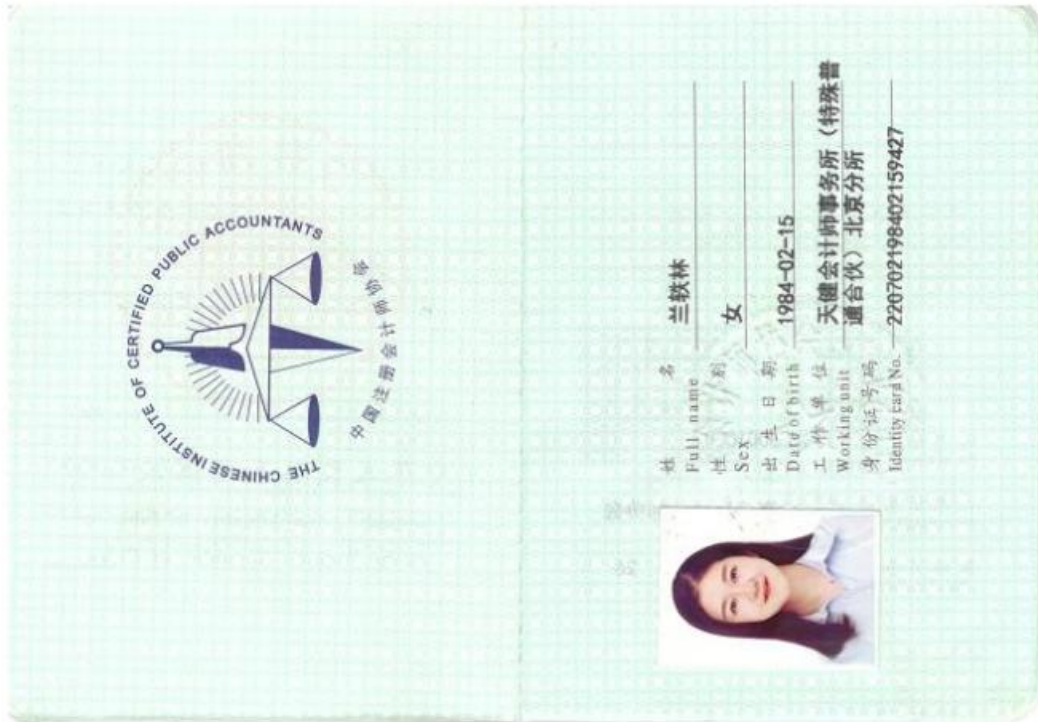 THE CHINESE INSTITUTE OF CERTIFIED PUBLIC ACCOUNTANTS
中国注册会计师协会
姓 名 兰轶林
Full name
性 别 女
Sex
出 生 日 期 1984-02-15
Date of birth
工 作 单 位 天健会计师事务所（特殊普
Working unit 通合伙）北京分所
身 份 证 号 码
Identity card No. 220702198402159427